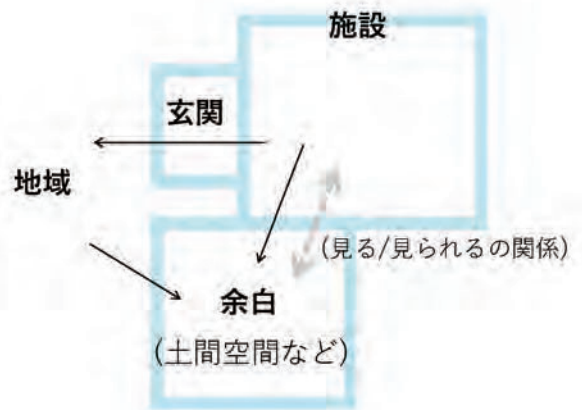 施設
玄関
地域
(見る/見られるの関係)
余白
(土間空間など)